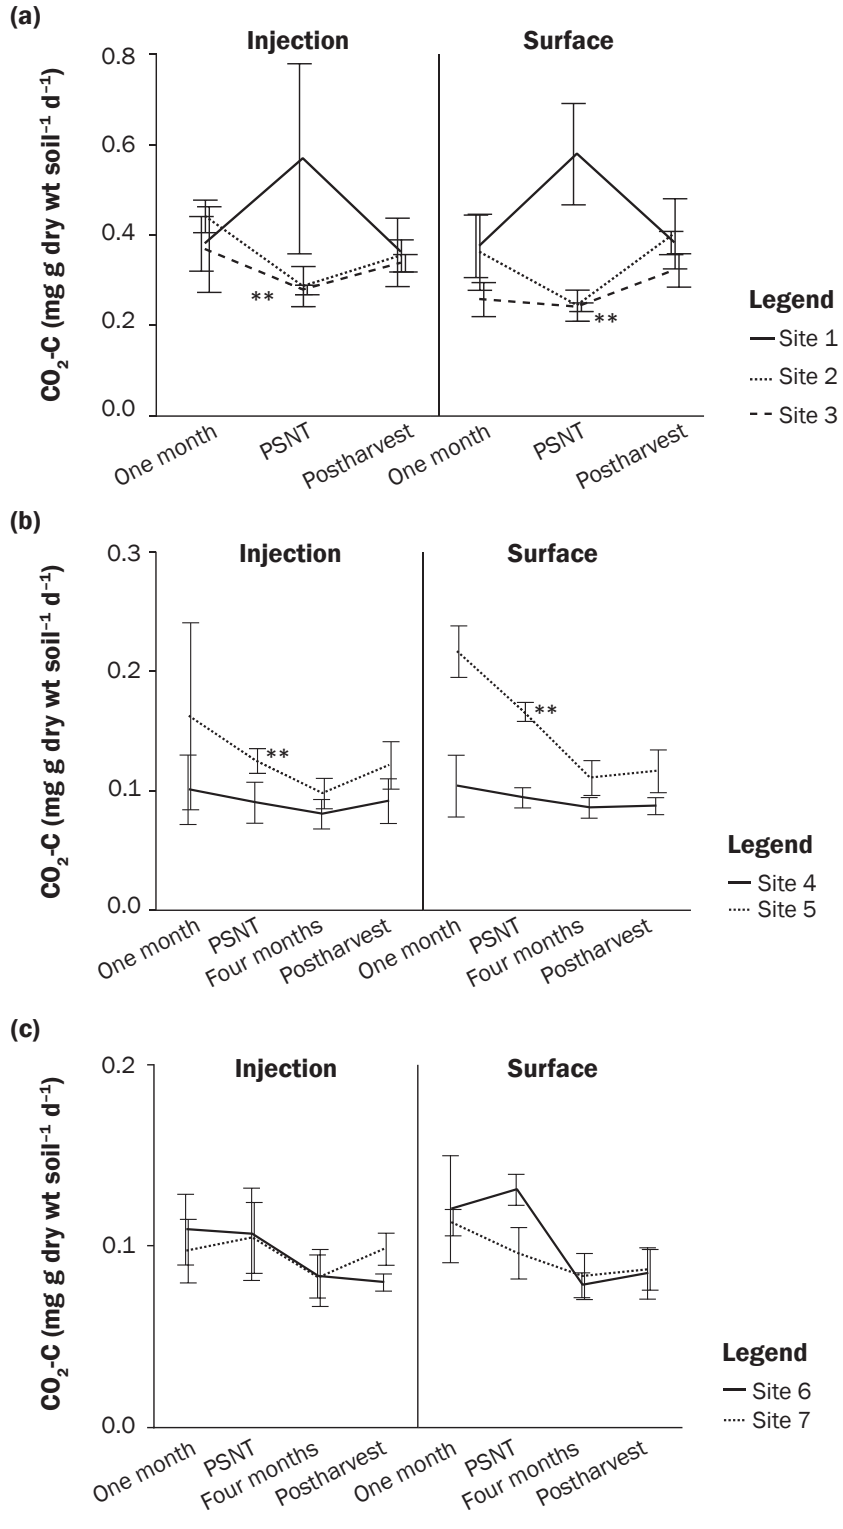 (a)
Injection
Surface
CO₂-C (mg g dry wt soil⁻¹ d⁻¹)
0.8
0.6
0.4
0.2
0.0
**
**
One month
PSNT
Postharvest
One month
PSNT
Postharvest
Legend
Site 1
Site 2
Site 3
(b)
Injection
Surface
CO₂-C (mg g dry wt soil⁻¹ d⁻¹)
0.3
0.2
0.1
0.0
**
**
One month
PSNT
Four months
Postharvest
One month
PSNT
Four months
Postharvest
Legend
Site 4
Site 5
(c)
Injection
Surface
CO₂-C (mg g dry wt soil⁻¹ d⁻¹)
0.2
0.1
0.0
One month
PSNT
Four months
Postharvest
One month
PSNT
Four months
Postharvest
Legend
Site 6
Site 7